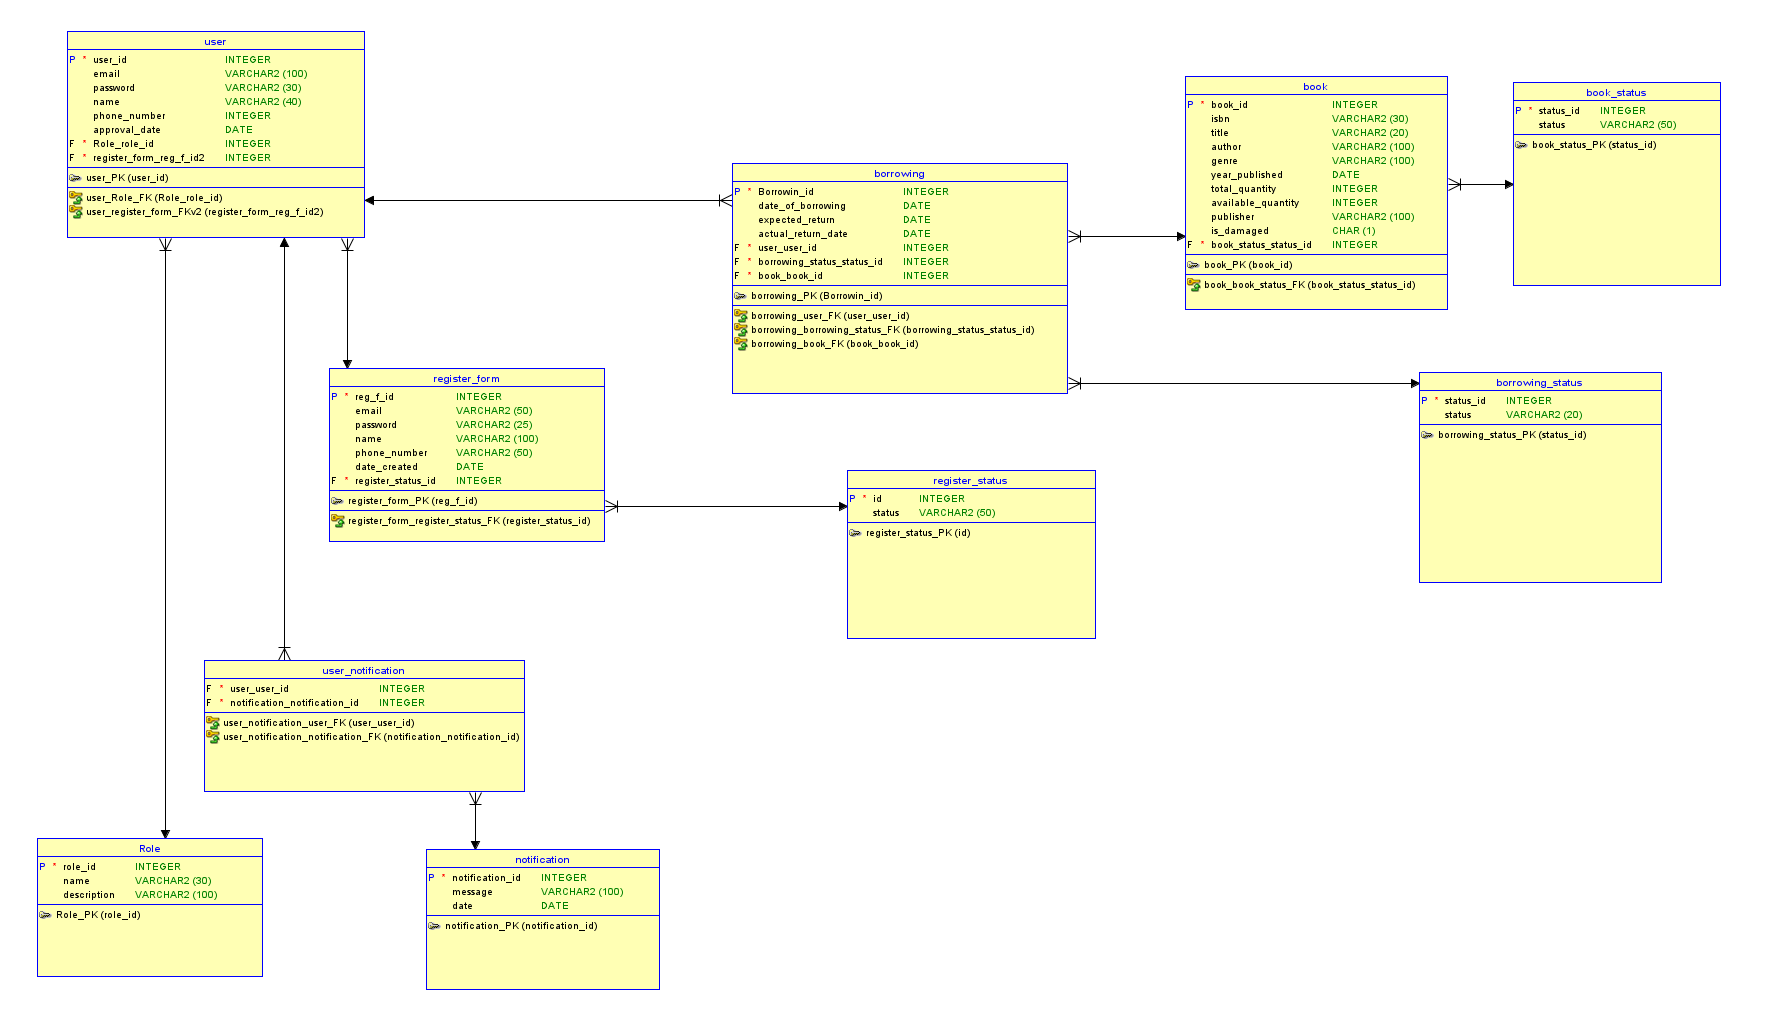 user
P * user_id INTEGER
email VARCHAR2 (100)
password VARCHAR2 (30)
name VARCHAR2 (40)
phone_number INTEGER
approval_date DATE
F * Role_role_id INTEGER
F * register_form_reg_f_id2 INTEGER
user_PK (user_id)
user_Role_FK (Role_role_id)
user_register_form_FKv2 (register_form_reg_f_id2)
borrowing
P * Borrowin_id INTEGER
date_of_borrowing DATE
expected_return DATE
actual_return_date DATE
F * user_user_id INTEGER
F * borrowing_status_status_id INTEGER
F * book_book_id INTEGER
borrowing_PK (Borrowin_id)
borrowing_user_FK (user_user_id)
borrowing_borrowing_status_FK (borrowing_status_status_id)
borrowing_book_FK (book_book_id)
book
P * book_id INTEGER
isbn VARCHAR2 (30)
title VARCHAR2 (20)
author VARCHAR2 (100)
genre VARCHAR2 (100)
year_published DATE
total_quantity INTEGER
available_quantity INTEGER
publisher VARCHAR2 (100)
is_damaged CHAR (1)
F * book_status_status_id INTEGER
book_PK (book_id)
book_book_status_FK (book_status_status_id)
book_status
P * status_id INTEGER
status VARCHAR2 (50)
book_status_PK (status_id)
register_form
P * reg_f_id INTEGER
email VARCHAR2 (50)
password VARCHAR2 (25)
name VARCHAR2 (100)
phone_number VARCHAR2 (50)
date_created DATE
F * register_status_id INTEGER
register_form_PK (reg_f_id)
register_form_register_status_FK (register_status_id)
register_status
P * id INTEGER
status VARCHAR2 (50)
register_status_PK (id)
borrowing_status
P * status_id INTEGER
status VARCHAR2 (20)
borrowing_status_PK (status_id)
user_notification
F * user_user_id INTEGER
F * notification_notification_id INTEGER
user_notification_user_FK (user_user_id)
user_notification_notification_FK (notification_notification_id)
Role
P * role_id INTEGER
name VARCHAR2 (30)
description VARCHAR2 (100)
Role_PK (role_id)
notification
P * notification_id INTEGER
message VARCHAR2 (100)
date DATE
notification_PK (notification_id)